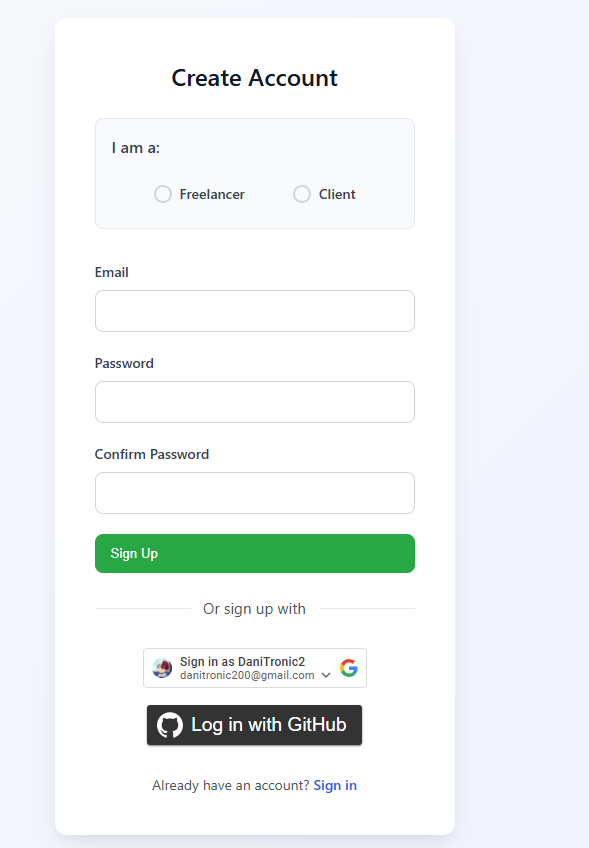 Create Account
I am a:
Freelancer
Client
Email
Password
Confirm Password
Sign Up
Or sign up with
Sign in as DaniTronic2
danitronic200@gmail.com
Log in with GitHub
Already have an account? Sign in